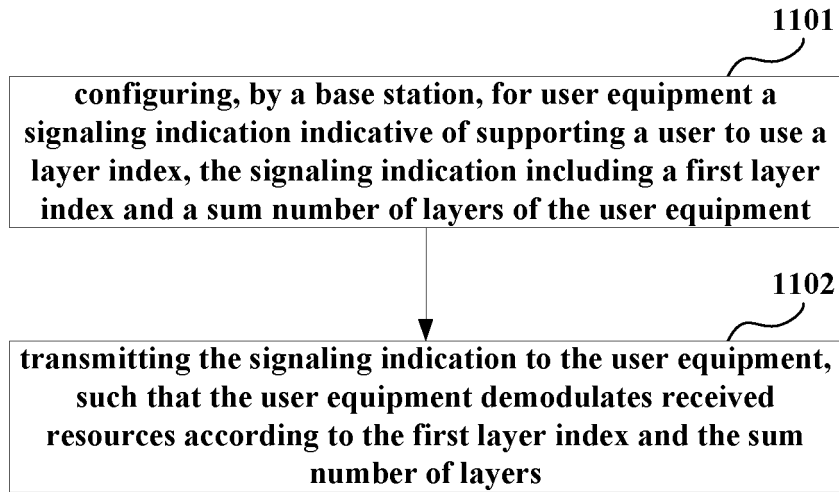 1101
configuring, by a base station, for user equipment a
signaling indication indicative of supporting a user to use a
layer index, the signaling indication including a first layer
index and a sum number of layers of the user equipment
1102
transmitting the signaling indication to the user equipment,
such that the user equipment demodulates received
resources according to the first layer index and the sum
number of layers